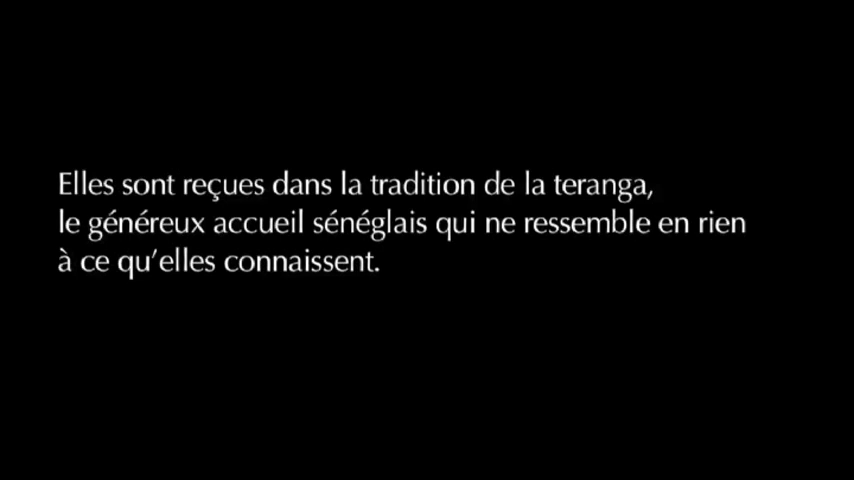 Elles sont reçues dans la tradition de la teranga,
le généreux accueil sénéglais qui ne ressemble en rien
à ce qu’elles connaissent.